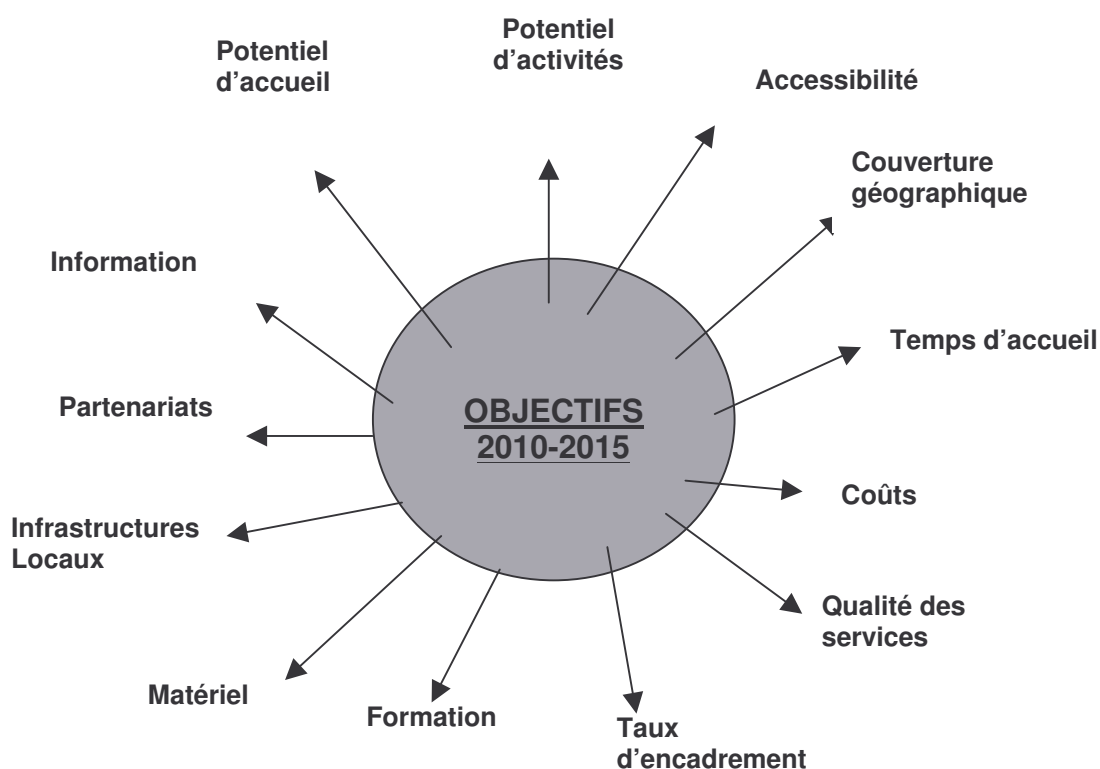 Potentiel
d’accueil
Potentiel
d’activités
Accessibilité
Couverture
géographique
Information
Temps d’accueil
Partenariats
OBJECTIFS
2010-2015
Coûts
Infrastructures
Locaux
Qualité des
services
Matériel
Formation
Taux
d'encadrement